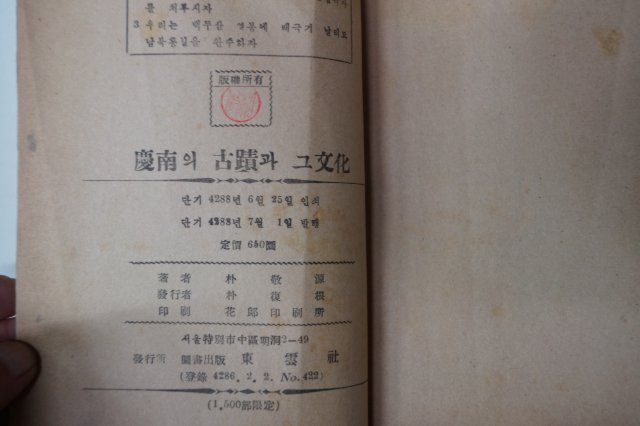 를 처부시자
3. 우리는 백두산 영봉에 태극기 날리고
남북통일을 완수하자
版權所有
慶南의 古蹟과 그 文化
단기 4288년 6월 25일 인쇄
단기 4288년 7월 1일 발행
定價 650圜
著者 朴敬源
發行者 朴復根
印刷 花郎印刷所
서울特別市中區明洞2—49
發行所 圖書出版 東雲社
(登錄 4286. 2. 2. No. 422)
(1,500部限定)